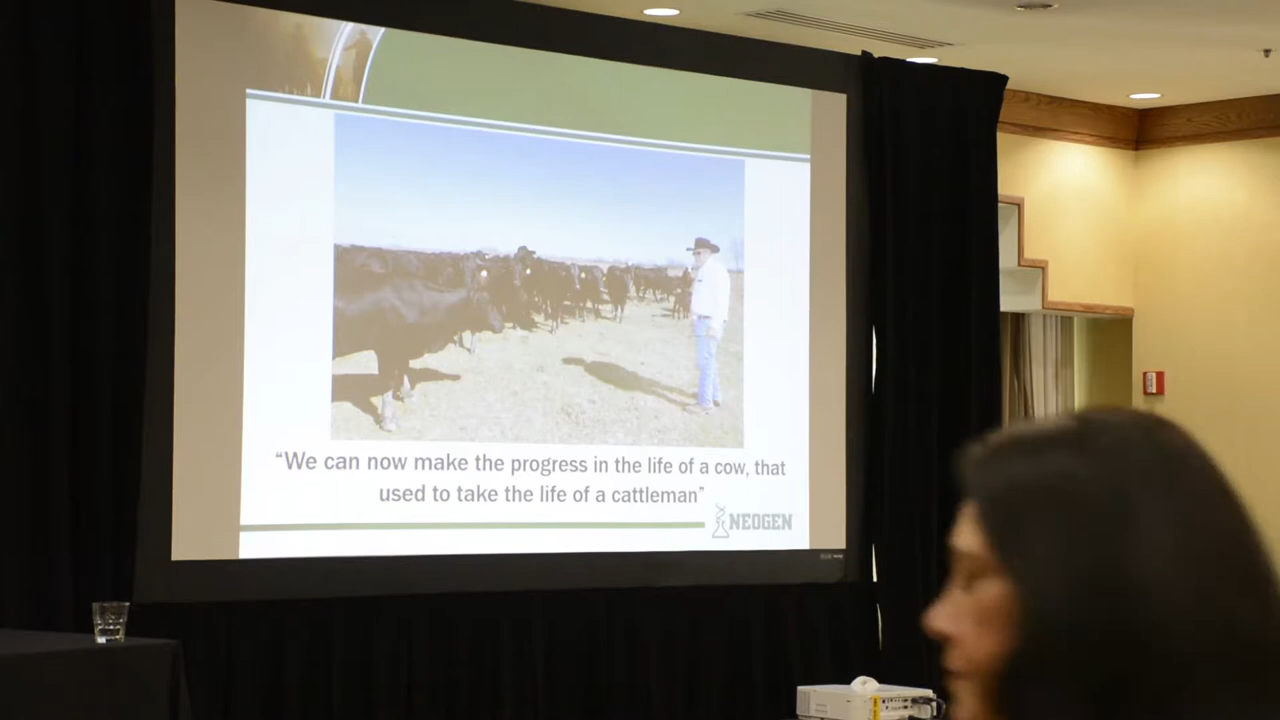 “We can now make the progress in the life of a cow, that
used to take the life of a cattleman”
NEOGEN